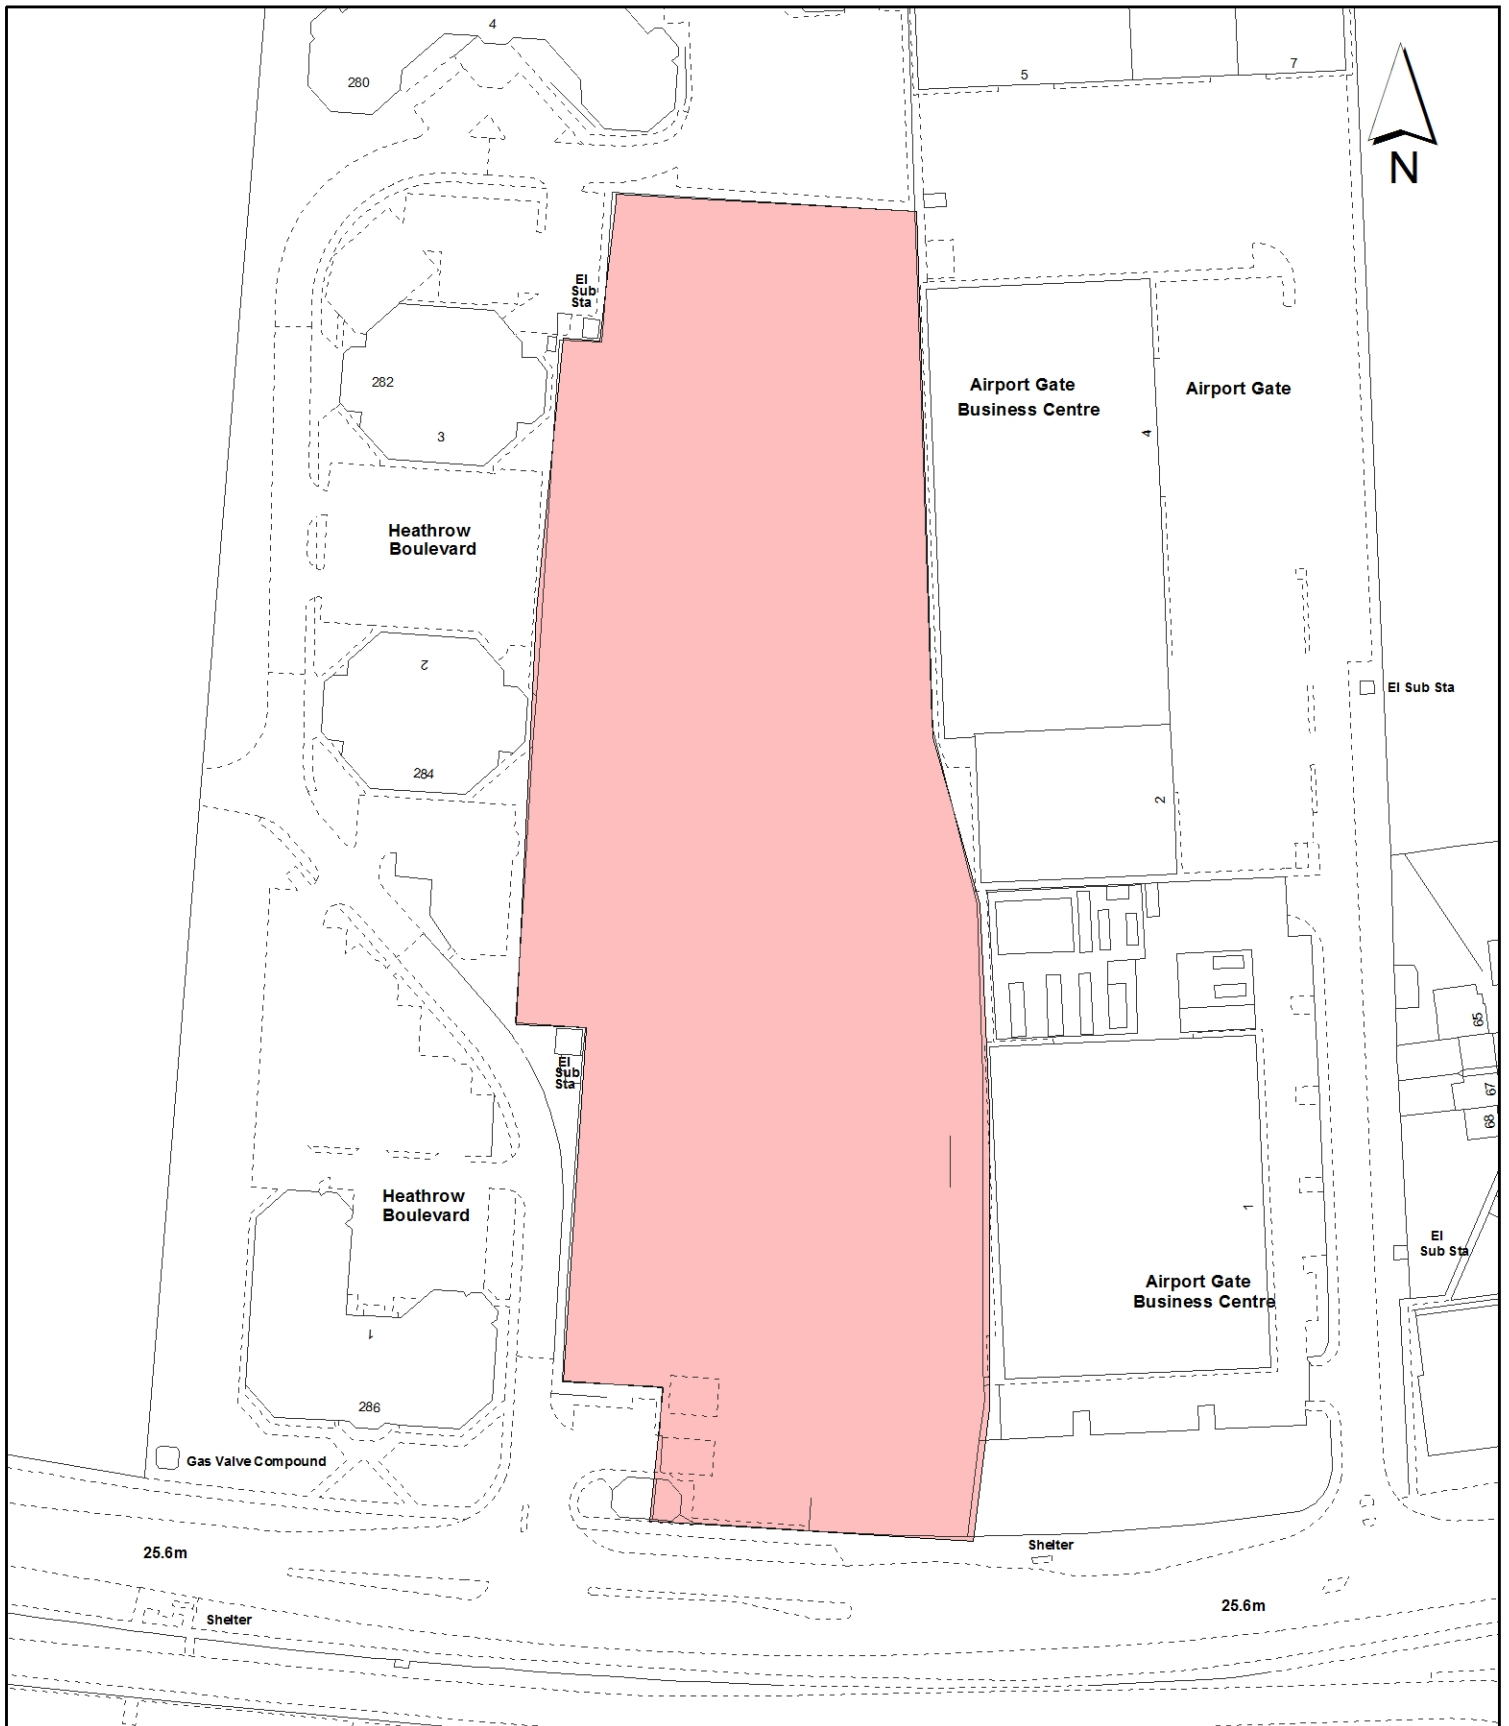 4
280
5
7
N
El
Sub
Sta
282
3
Airport Gate
Business Centre
Airport Gate
4
Heathrow
Boulevard
2
284
El Sub Sta
2
65
El
Sub
Sta
67
68
Heathrow
Boulevard
1
El
Sub Sta
Airport Gate
Business Centre
1
286
Gas Valve Compound
25.6m
Shelter
25.6m
Shelter